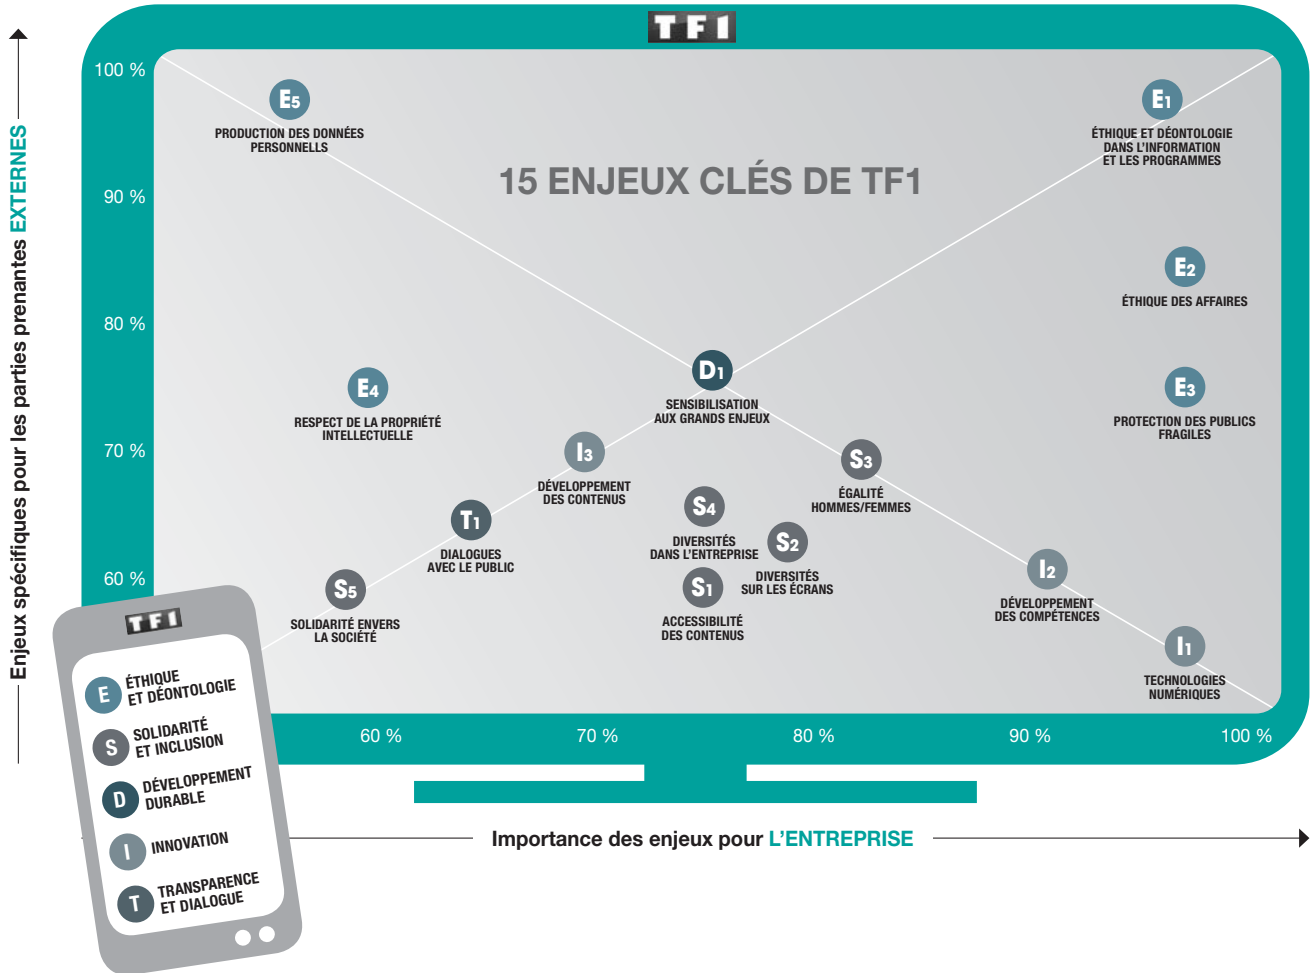 TF1
100 %
90 %
80 %
70 %
60 %
Enjeux spécifiques pour les parties prenantes EXTERNES
15 ENJEUX CLÉS DE TF1
E5
PRODUCTION DES DONNÉES
PERSONNELLS
E1
ÉTHIQUE ET DÉONTOLOGIE
DANS L'INFORMATION
ET LES PROGRAMMES
E2
ÉTHIQUE DES AFFAIRES
D1
SENSIBILISATION
AUX GRANDS ENJEUX
E4
RESPECT DE LA PROPRIÉTÉ
INTELLECTUELLE
E3
PROTECTION DES PUBLICS
FRAGILES
I3
DÉVELOPPEMENT
DES CONTENUS
S3
ÉGALITÉ
HOMMES/FEMMES
S4
DIVERSITÉS
DANS L'ENTREPRISE
T1
DIALOGUES
AVEC LE PUBLIC
S2
DIVERSITÉS
SUR LES ÉCRANS
I2
DÉVELOPPEMENT
DES COMPÉTENCES
S1
ACCESSIBILITÉ
DES CONTENUS
S5
SOLIDARITÉ ENVERS
LA SOCIÉTÉ
I1
TECHNOLOGIES
NUMÉRIQUES
60 %
70 %
80 %
90 %
100 %
Importance des enjeux pour L'ENTREPRISE
TF1
E
ÉTHIQUE
ET DÉONTOLOGIE
S
SOLIDARITÉ
ET INCLUSION
D
DÉVELOPPEMENT
DURABLE
I
INNOVATION
T
TRANSPARENCE
ET DIALOGUE